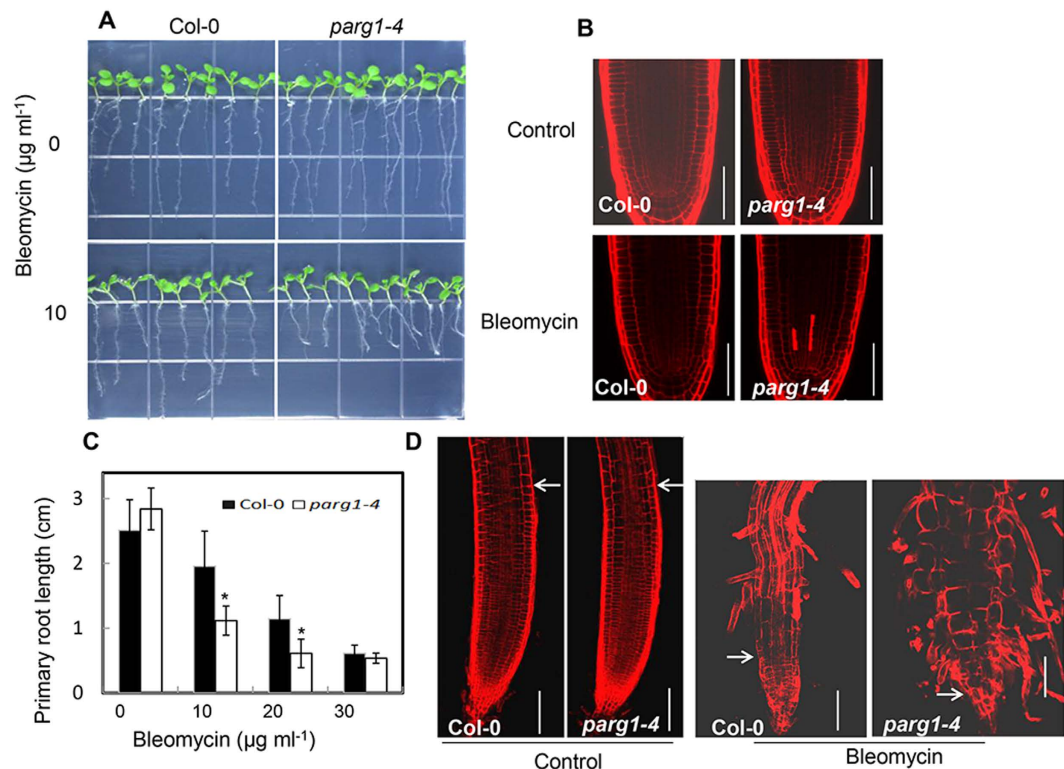 A
Col-0
parg1-4
Bleomycin (µg ml-1)
0
10
B
Control
Col-0
parg1-4
Bleomycin
Col-0
parg1-4
C
Primary root length (cm)
3
2
1
0
Col-0
parg1-4
*
*
0
10
20
30
Bleomycin (µg ml-1)
D
Col-0
parg1-4
Control
Col-0
parg1-4
Bleomycin